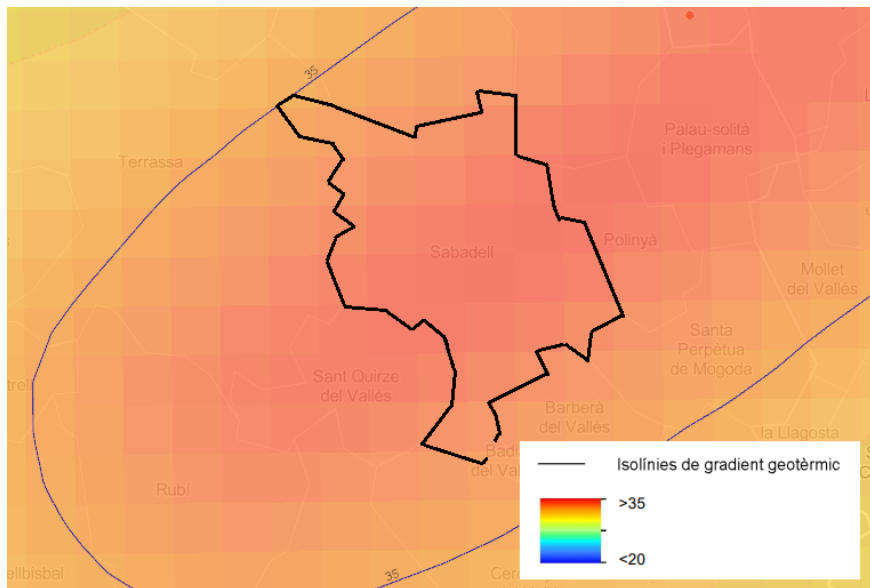 35
Terrassa
Palau-solità
i Plegamans
Sabadell
Polinyà
Mollet
del Vallès
Santa
Perpètua
de Mogoda
Sant Quirze
del Vallès
Barberà
del Vallès
la Llagosta
Rubí
35
Isolínies de gradient geotèrmic
>35
<20